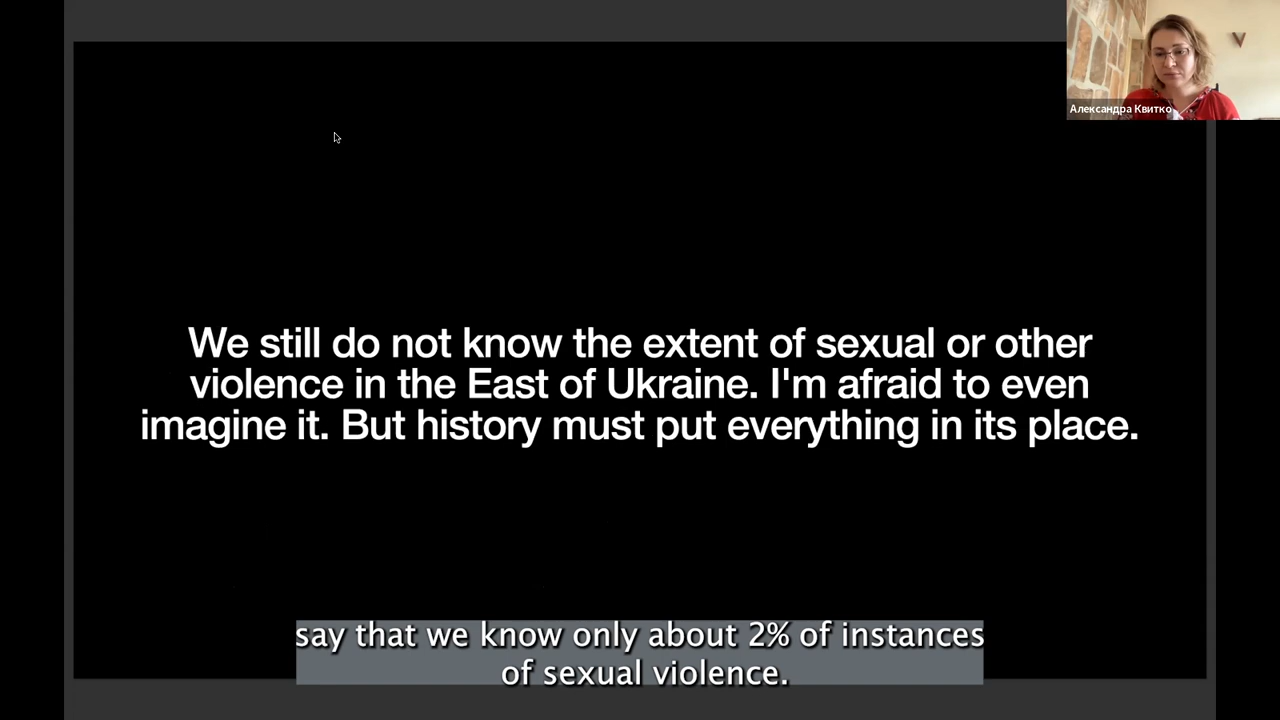 Александра Квитко
We still do not know the extent of sexual or other
violence in the East of Ukraine. I'm afraid to even
imagine it. But history must put everything in its place.
say that we know only about 2% of instances
of sexual violence.